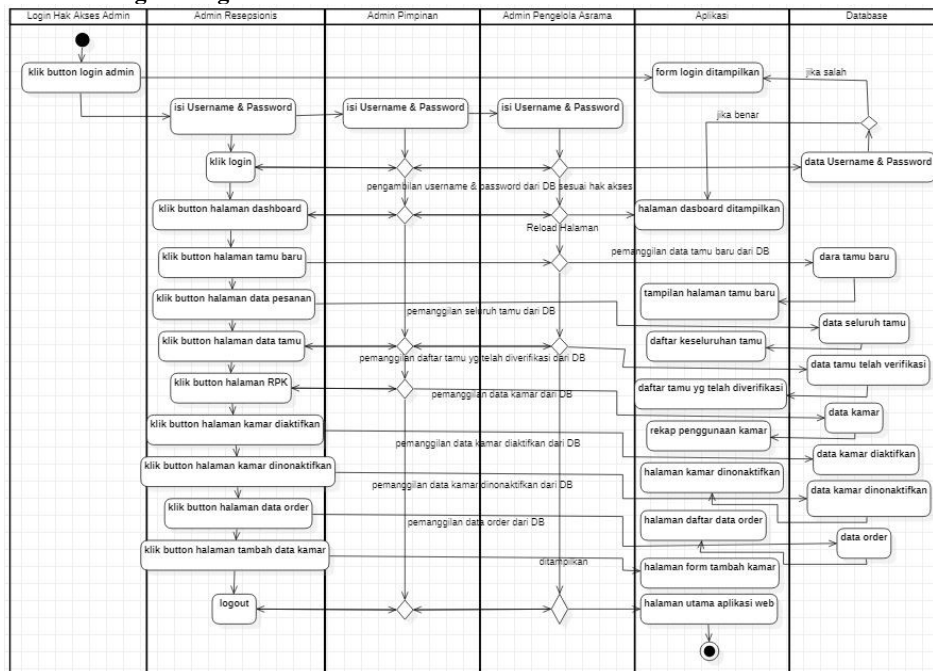 Login Hak Akses Admin
Admin Resepsionis
Admin Pimpinan
Admin Pengelola Asrama
Aplikasi
Database
klik button login admin
form login ditampilkan
jika salah
isi Username & Password
isi Username & Password
isi Username & Password
jika benar
klik login
data Username & Password
pengambilan username & password dari DB sesuai hak akses
klik button halaman dashboard
halaman dasboard ditampilkan
Reload Halaman
klik button halaman tamu baru
pemanggilan data tamu baru dari DB
dara tamu baru
klik button halaman data pesanan
tampilan halaman tamu baru
pemanggilan seluruh tamu dari DB
data seluruh tamu
klik button halaman data tamu
daftar keseluruhan tamu
pemanggilan daftar tamu yg telah diverifikasi dari DB
data tamu telah verifikasi
klik button halaman RPK
daftar tamu yg telah diverifikasi
pemanggilan data kamar dari DB
data kamar
klik button halaman kamar diaktifkan
rekap penggunaan kamar
pemanggilan data kamar diaktifkan dari DB
data kamar diaktifkan
klik button halaman kamar dinonaktifkan
halaman kamar dinonaktifkan
pemanggilan data kamar dinonaktifkan dari DB
data kamar dinonaktifkan
klik button halaman data order
halaman daftar data order
pemanggilan data order dari DB
data order
klik button halaman tambah data kamar
ditampilkan
halaman form tambah kamar
logout
halaman utama aplikasi web